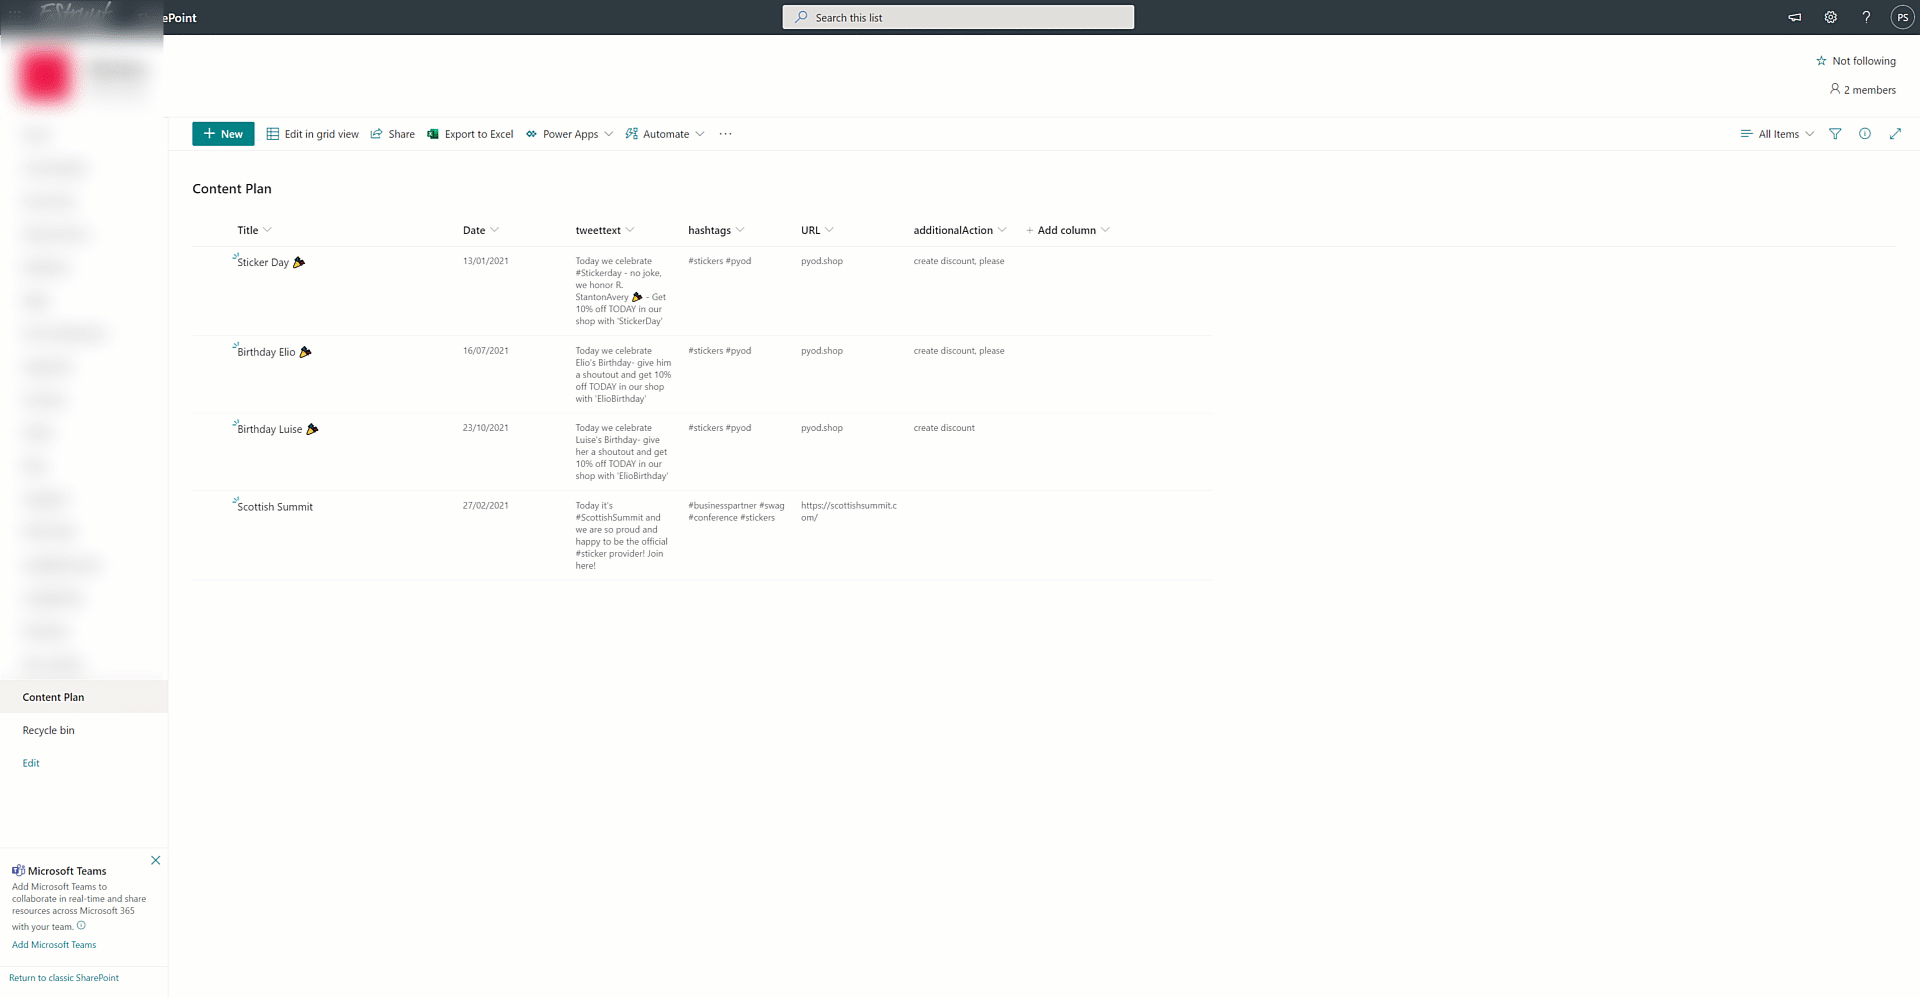 ePoint
Search this list
PS
Not following
2 members
New
Edit in grid view
Share
Export to Excel
Power Apps
Automate
All Items
Content Plan
Title
Date
tweettext
hashtags
URL
additionalAction
Add column
Sticker Day
13/01/2021
Today we celebrate
#Stickerday - no joke,
we honor R.
StantonAvery 🎉 - Get
10% off TODAY in our
shop with 'StickerDay'
#stickers #pyod
pyod.shop
create discount, please
Birthday Elio
16/07/2021
Today we celebrate
Elio's Birthday- give him
a shoutout and get 10%
off TODAY in our shop
with 'ElioBirthday'
#stickers #pyod
pyod.shop
create discount, please
Birthday Luise
23/10/2021
Today we celebrate
Luise's Birthday- give
her a shoutout and get
10% off TODAY in our
shop with 'ElioBirthday'
#stickers #pyod
pyod.shop
create discount
Scottish Summit
27/02/2021
Today it's
#ScottishSummit and
we are so proud and
happy to be the official
#sticker provider! Join
here!
#businesspartner #swag
#conference #stickers
https://scottishsummit.c
om/
Content Plan
Recycle bin
Edit
Microsoft Teams
Add Microsoft Teams to
collaborate in real-time and share
resources across Microsoft 365
with your team.
Add Microsoft Teams
Return to classic SharePoint